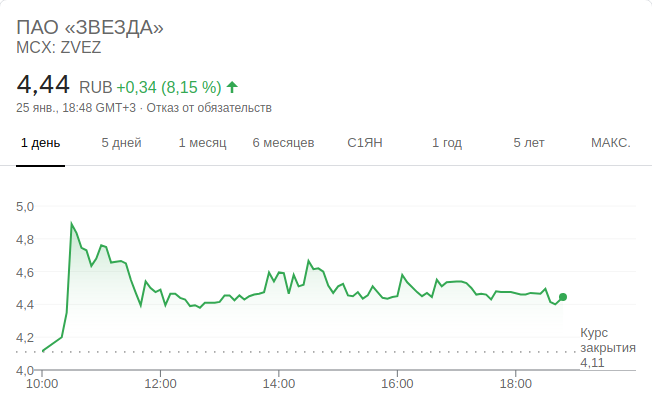 ПАО «ЗВЕЗДА»
MCX: ZVEZ
4,44 RUB +0,34 (8,15 %)
25 янв., 18:48 GMT+3 · Отказ от обязательств
1 день 5 дней 1 месяц 6 месяцев С1ЯН 1 год 5 лет МАКС.
5,0
4,8
4,6
4,4
4,2
Курс
закрытия
4,11
4,0
10:00 12:00 14:00 16:00 18:00